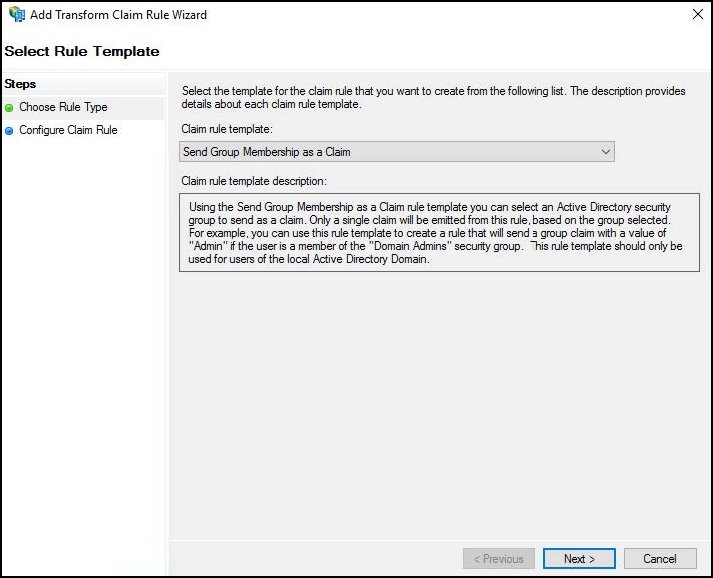 Add Transform Claim Rule Wizard
Select Rule Template
Steps
Choose Rule Type
Configure Claim Rule
Select the template for the claim rule that you want to create from the following list. The description provides
details about each claim rule template.
Claim rule template:
Send Group Membership as a Claim
Claim rule template description:
Using the Send Group Membership as a Claim rule template you can select an Active Directory security
group to send as a claim. Only a single claim will be emitted from this rule, based on the group selected.
For example, you can use this rule template to create a rule that will send a group claim with a value of
"Admin" if the user is a member of the "Domain Admins" security group. This rule template should only be
used for users of the local Active Directory Domain.
< Previous
Next >
Cancel